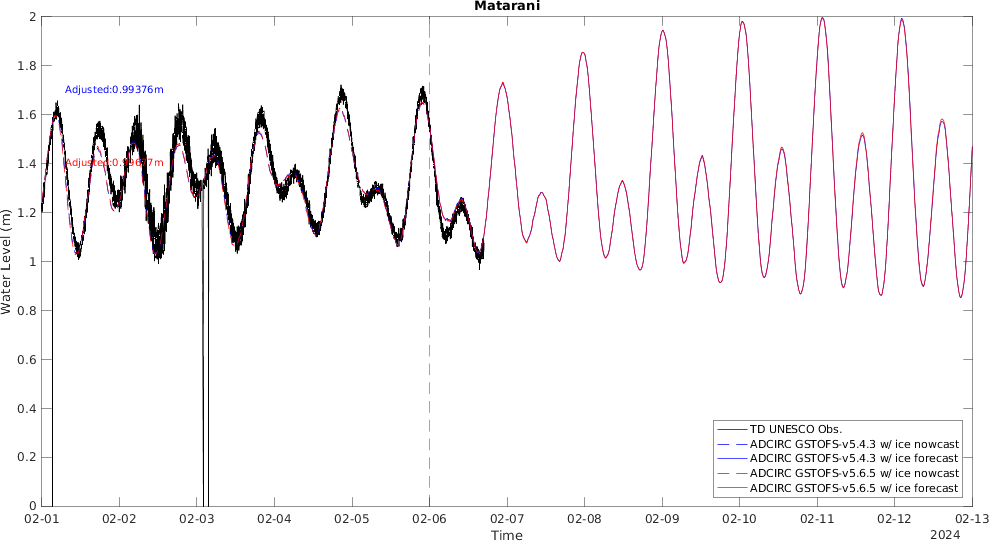 Matarani
2
1.8
1.6
1.4
1.2
1
0.8
0.6
0.4
0.2
0
Water Level (m)
Adjusted:0.99376m
TD UNESCO Obs.
ADCIRC GSTOFS-v5.4.3 w/ ice nowcast
ADCIRC GSTOFS-v5.4.3 w/ ice forecast
ADCIRC GSTOFS-v5.6.5 w/ ice nowcast
ADCIRC GSTOFS-v5.6.5 w/ ice forecast
02-01 02-02 02-03 02-04 02-05 02-06 02-07 02-08 02-09 02-10 02-11 02-12 02-13
Time
2024